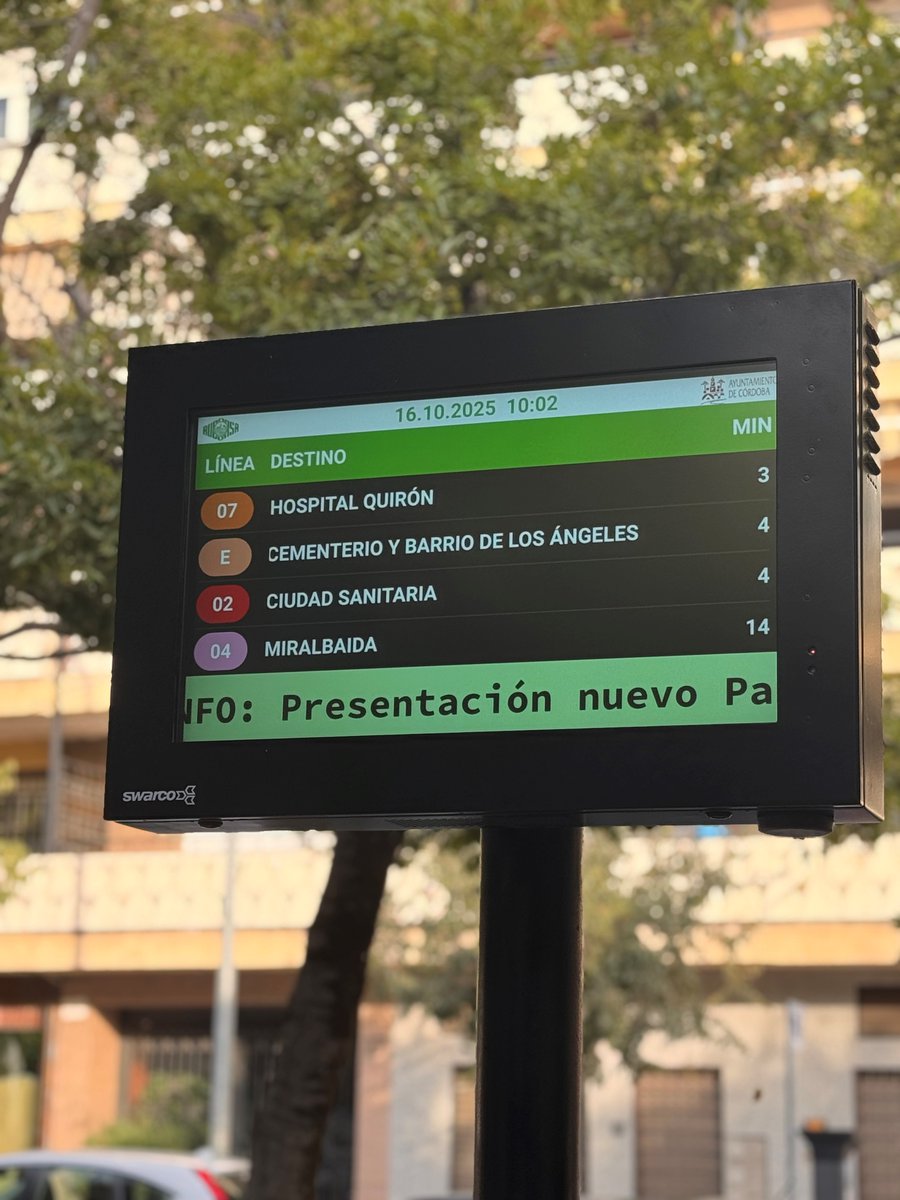 AUCORSA
16.10.2025 10:02
AYUNTAMIENTO
DE CÓRDOBA
LÍNEA DESTINO MIN
07 HOSPITAL QUIRÓN 3
E CEMENTERIO Y BARRIO DE LOS ÁNGELES 4
02 CIUDAD SANITARIA 4
04 MIRALBAIDA 14
NFO: Presentación nuevo Pa
swarco